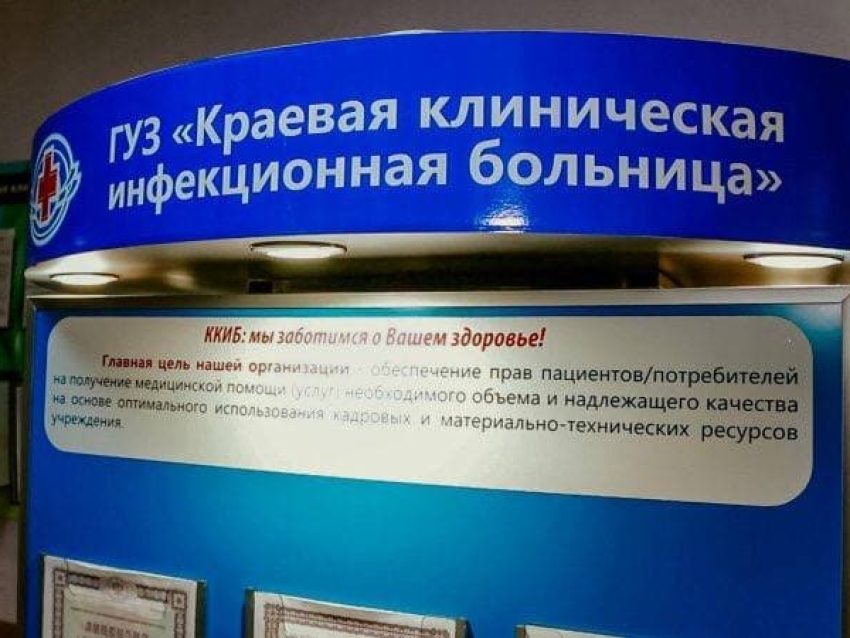 ГУЗ «Краевая клиническая
инфекционная больница»
ККИБ: мы заботимся о Вашем здоровье!
Главная цель нашей организации - обеспечение прав пациентов/потребителей
на получение медицинской помощи (услуг) необходимого объема и надлежащего качества
на основе оптимального использования кадровых и материально-технических ресурсов
учреждения.
ЛИЦЕНЗИЯ